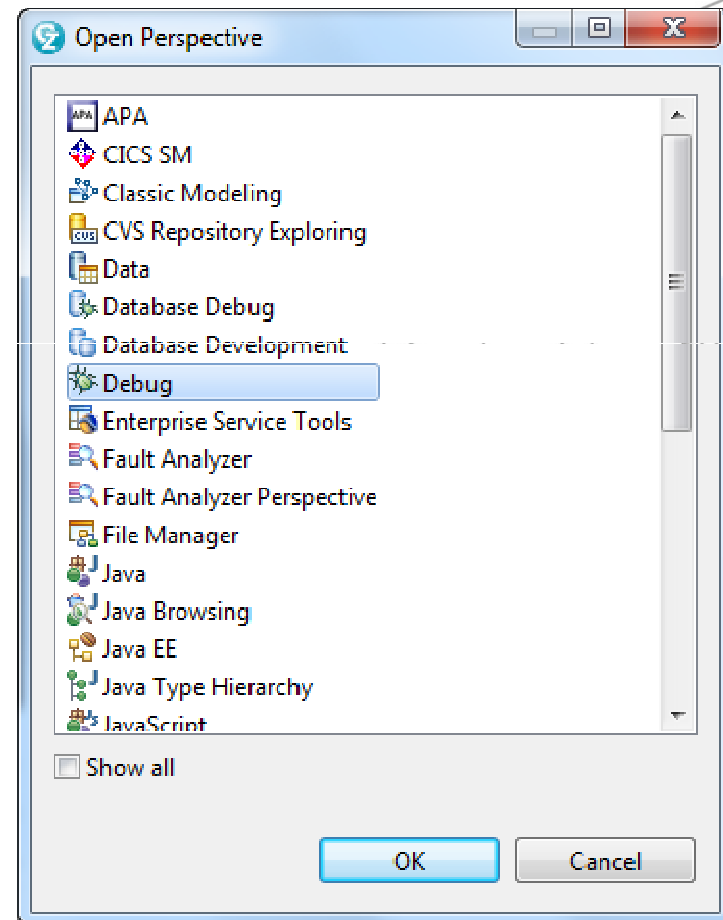 Open Perspective
APA
CICS SM
Classic Modeling
CVS Repository Exploring
Data
Database Debug
Database Development
Debug
Enterprise Service Tools
Fault Analyzer
Fault Analyzer Perspective
File Manager
Java
Java Browsing
Java EE
Java Type Hierarchy
JavaScript
Show all
OK
Cancel